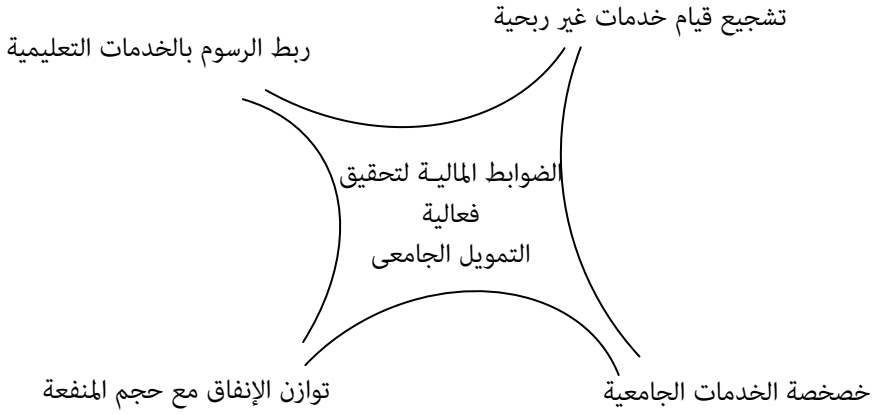 تشجيع قيام خدمات غير ربحية
ربط الرسوم بالخدمات التعليمية
الضوابط الماليـة لتحقيق
فعالية
التمويل الجامعى
خصخصة الخدمات الجامعية
توازن الإنفاق مع حجم المنفعة